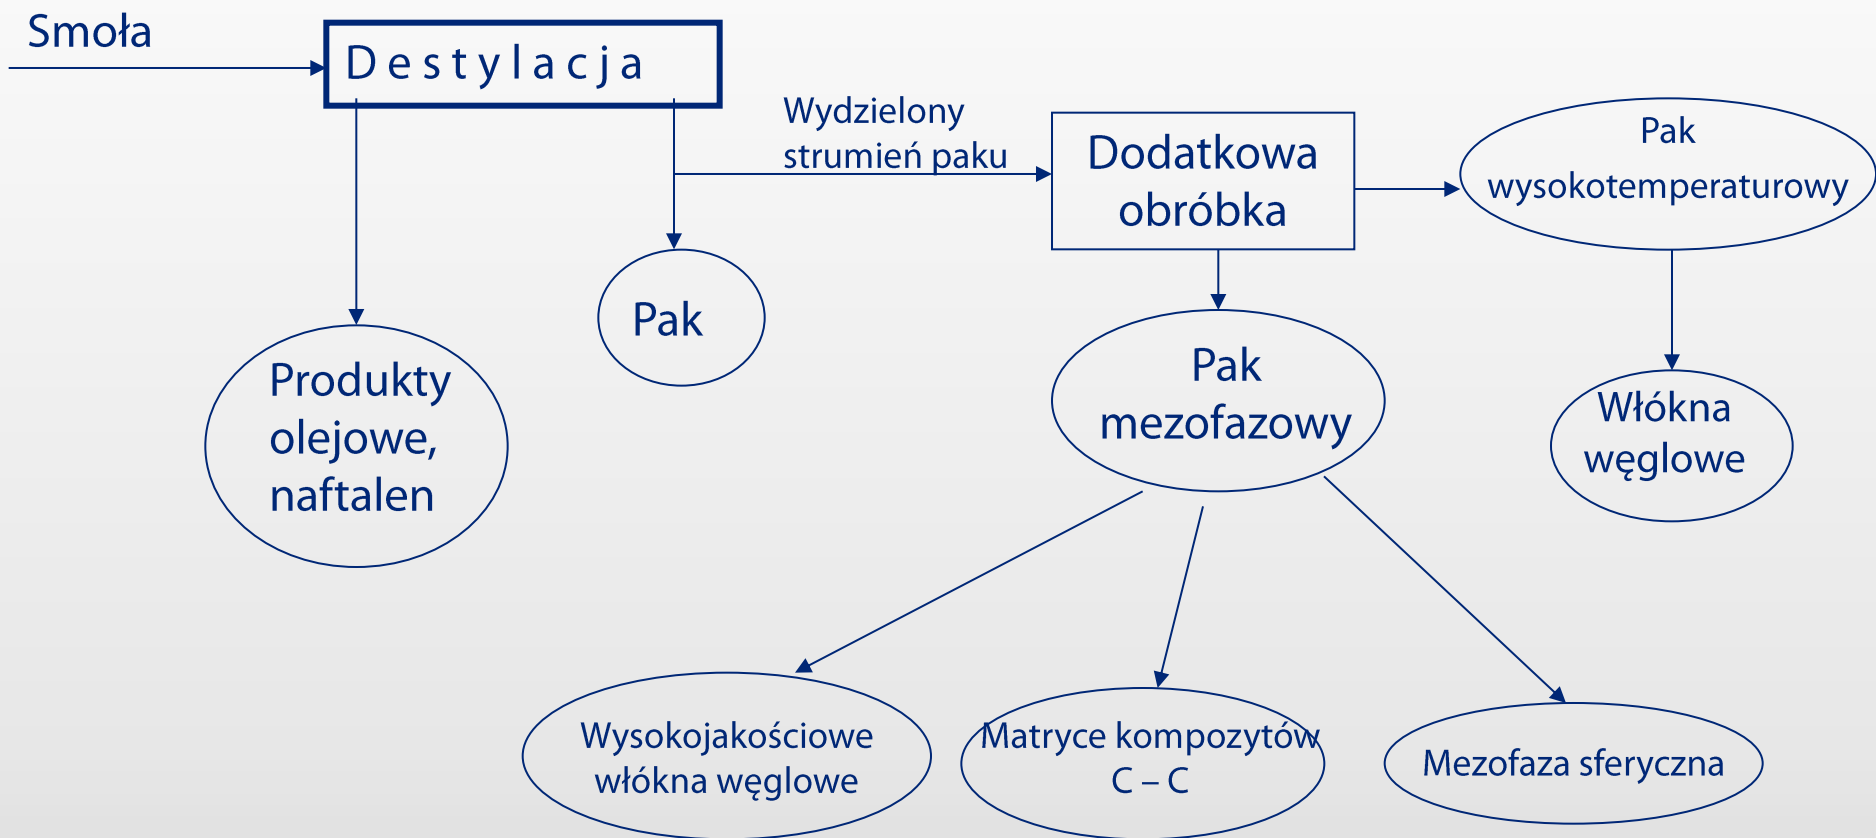 Smoła
Destylacja
Wydzielony
strumień paku
Dodatkowa
obróbka
Pak
wysokotemperaturowy
Pak
Produkty
olejowe,
naftalen
Pak
mezofazowy
Włókna
węglowe
Wysokojakościowe
włókna węglowe
Matryce kompozytów
C – C
Mezofaza sferyczna